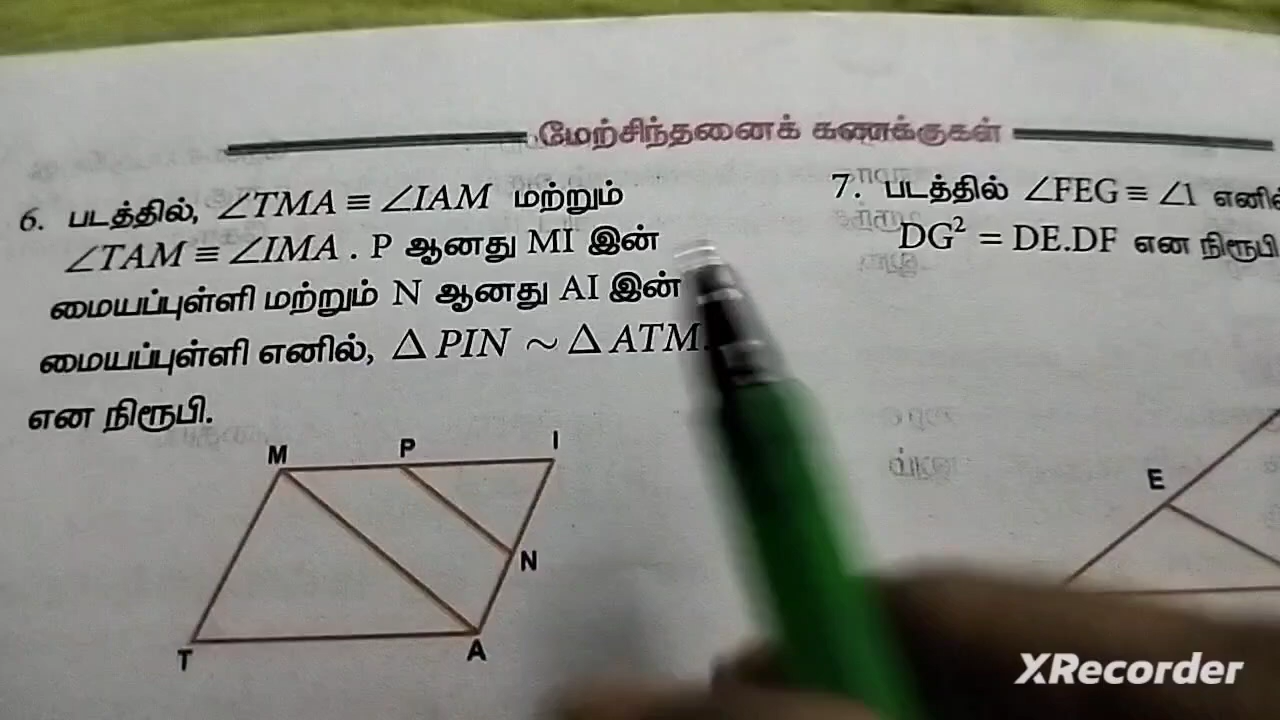 மேற்சிந்தனைக் கணக்குகள்
6. படத்தில், ∠TMA ≡ ∠IAM மற்றும்
∠TAM ≡ ∠IMA . P ஆனது MI இன்
மையப்புள்ளி மற்றும் N ஆனது AI இன்
மையப்புள்ளி எனில், △ PIN ~ △ ATM
என நிரூபி.
M P I
N
T A
7. படத்தில் ∠FEG ≡ ∠1
DG² = DE.DF என நிரூபி
E
XRecorder